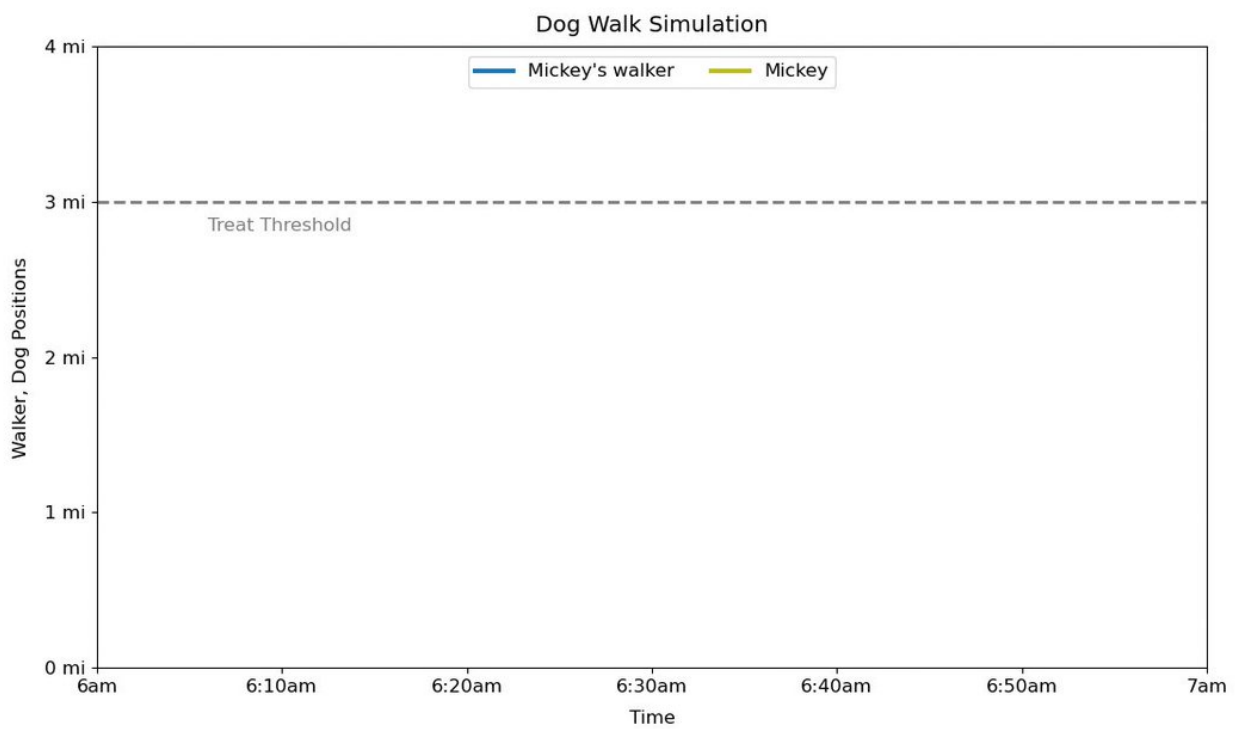 Dog Walk Simulation
4 mi
Mickey's walker
Mickey
3 mi
Treat Threshold
Walker, Dog Positions
2 mi
1 mi
0 mi
6am
6:10am
6:20am
6:30am
6:40am
6:50am
7am
Time